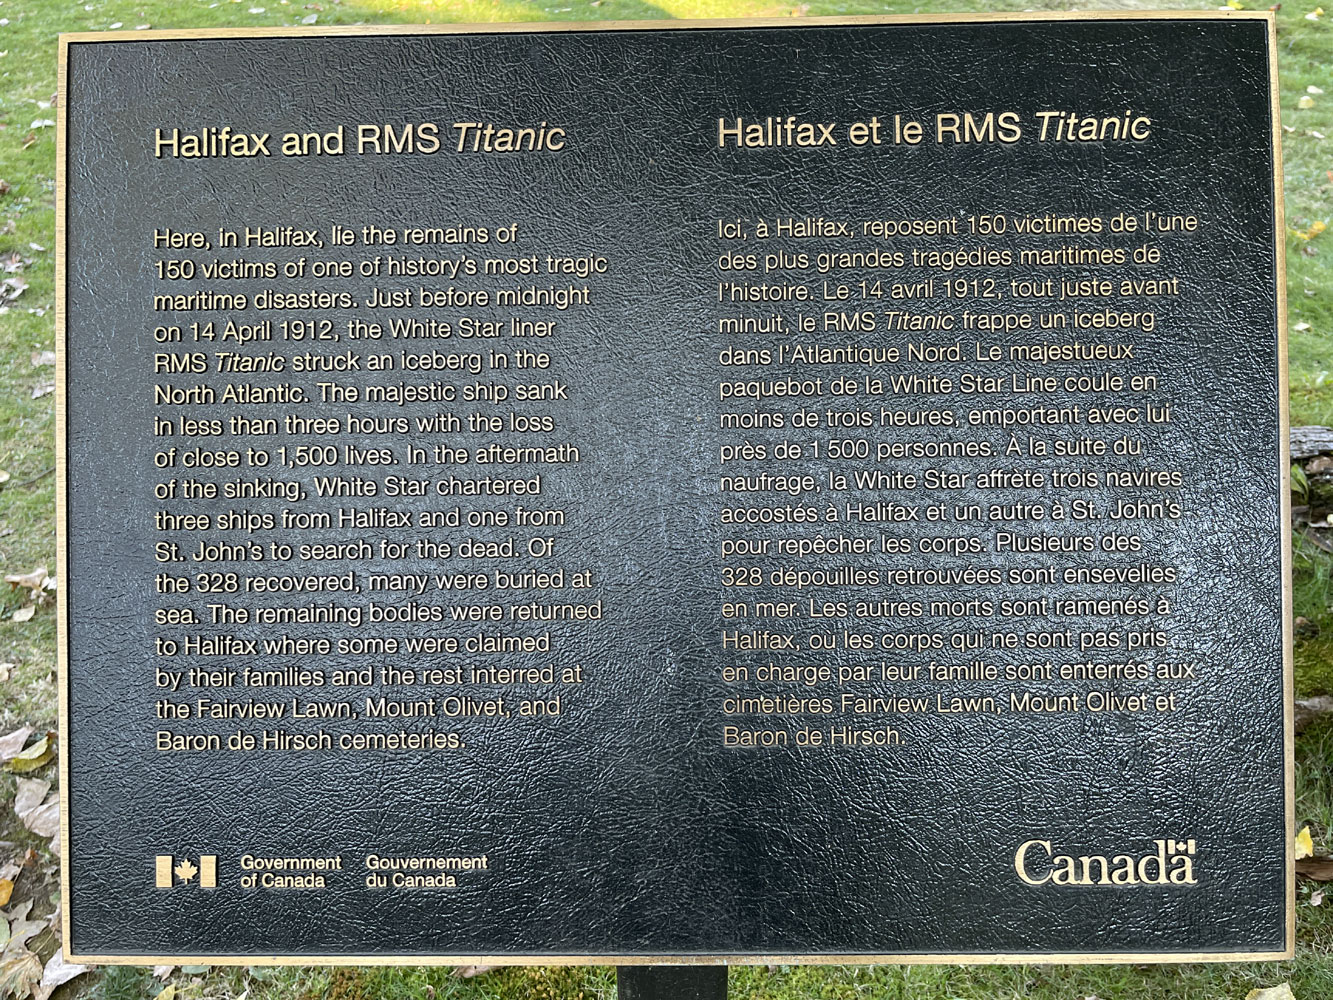 Halifax and RMS Titanic
Here, in Halifax, lie the remains of
150 victims of one of history's most tragic
maritime disasters. Just before midnight
on 14 April 1912, the White Star liner
RMS Titanic struck an iceberg in the
North Atlantic. The majestic ship sank
in less than three hours with the loss
of close to 1,500 lives. In the aftermath
of the sinking, White Star chartered
three ships from Halifax and one from
St. John's to search for the dead. Of
the 328 recovered, many were buried at
sea. The remaining bodies were returned
to Halifax where some were claimed
by their families and the rest interred at
the Fairview Lawn, Mount Olivet, and
Baron de Hirsch cemeteries.
Halifax et le RMS Titanic
Ici, à Halifax, reposent 150 victimes de l'une
des plus grandes tragédies maritimes de
l'histoire. Le 14 avril 1912, tout juste avant
minuit, le RMS Titanic frappe un iceberg
dans l'Atlantique Nord. Le majestueux
paquebot de la White Star Line coule en
moins de trois heures, emportant avec lui
près de 1 500 personnes. À la suite du
naufrage, la White Star affrète trois navires
accostés à Halifax et un autre à St. John's
pour repêcher les corps. Plusieurs des
328 dépouilles retrouvées sont ensevelies
en mer. Les autres morts sont ramenés à
Halifax, où les corps qui ne sont pas pris
en charge par leur famille sont enterrés aux
cimetières Fairview Lawn, Mount Olivet et
Baron de Hirsch.
Government Gouvernement
of Canada du Canada
Canada